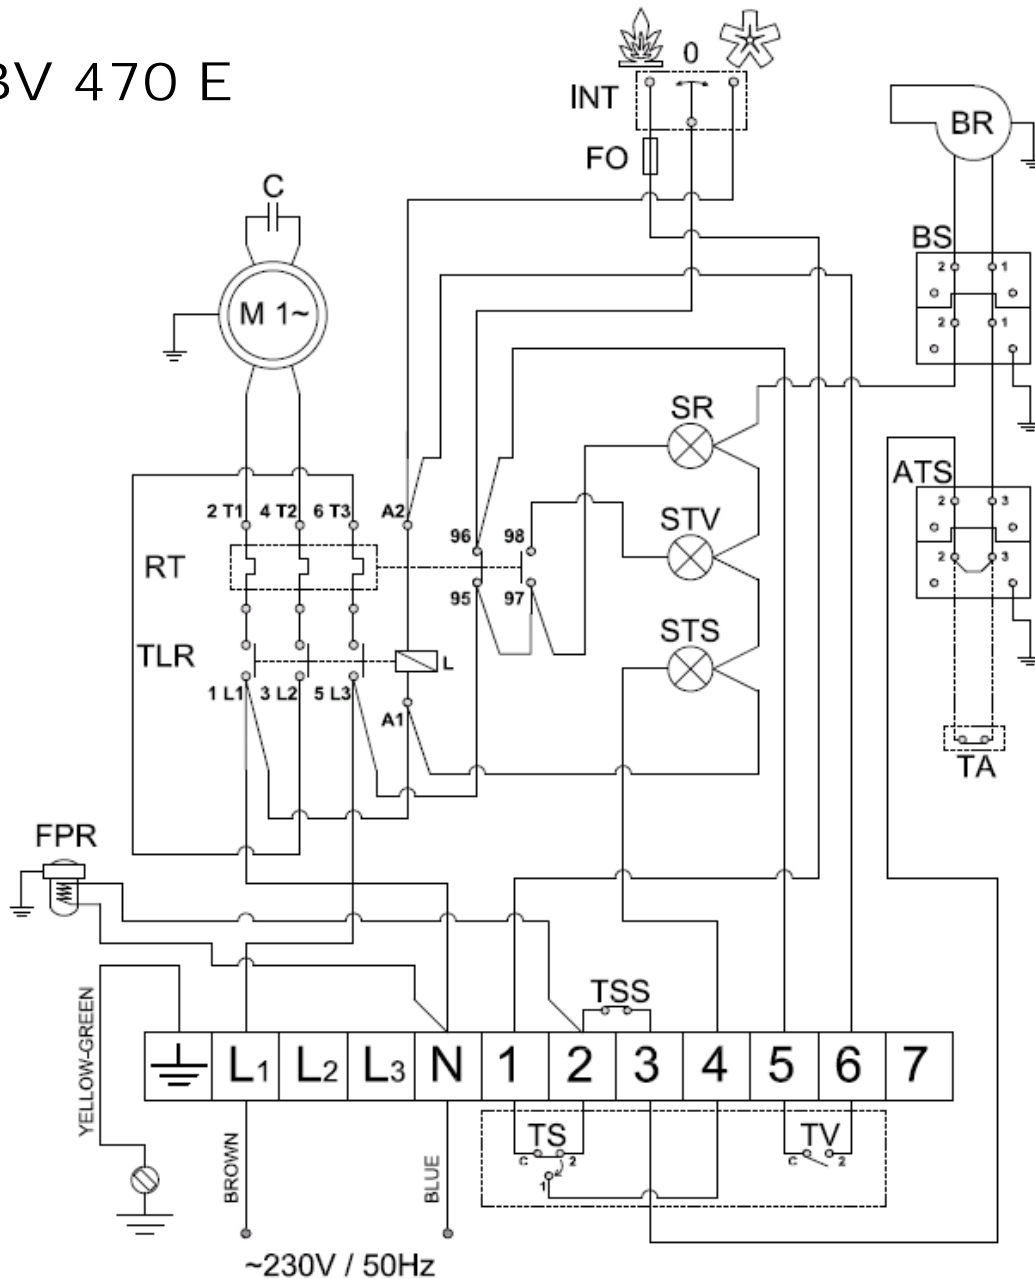 BV 470 E
0
INT
FO
BR
C
BS
2 1
2 1
M 1~
SR
ATS
2 3
2 3
2 T1 4 T2 6 T3 A2
96 98
STV
RT
95 97
TLR
STS
L
1 L1 3 L2 5 L3
A1
TA
FPR
TSS
YELLOW-GREEN
L1 L2 L3 N 1 2 3 4 5 6 7
TS
C 2
1
TV
C 2
BROWN
BLUE
~230V / 50Hz